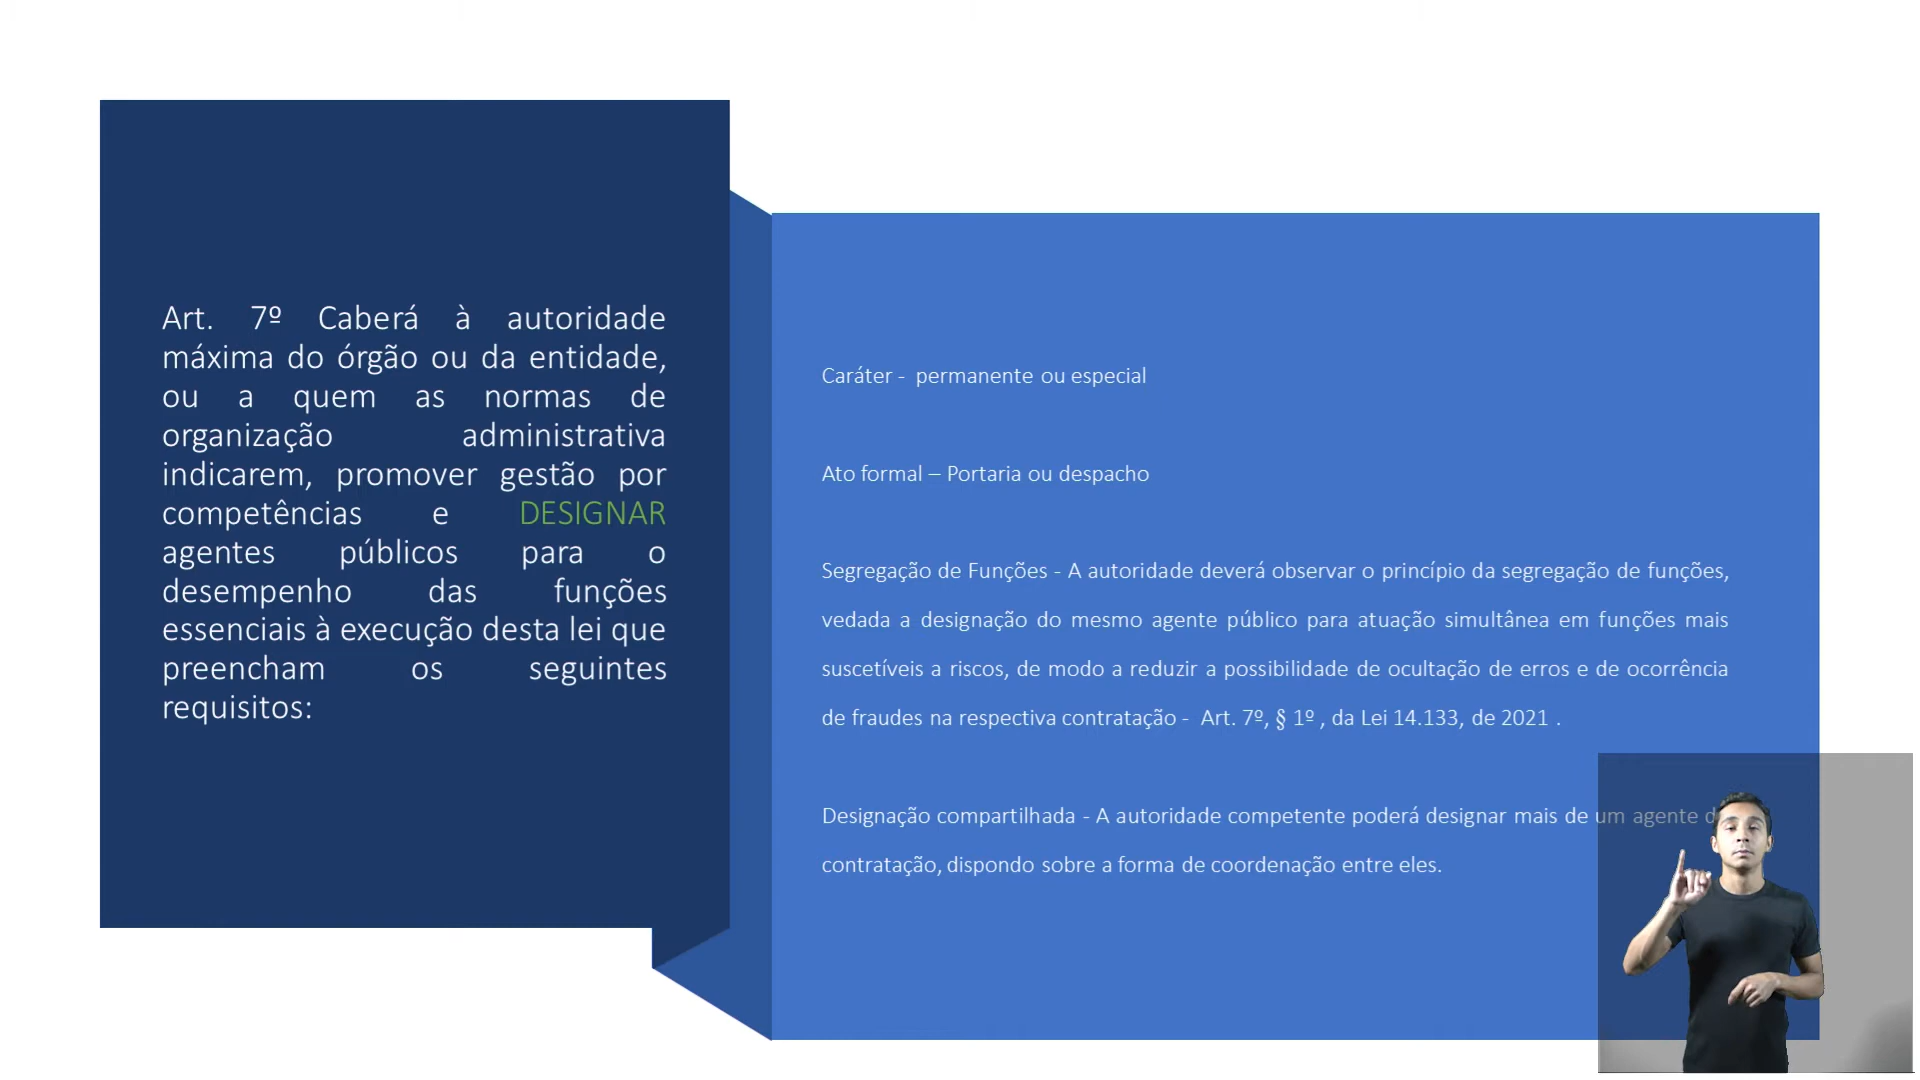 Art. 7º Caberá à autoridade
máxima do órgão ou da entidade,
ou a quem as normas de
organização administrativa
indicarem, promover gestão por
competências e DESIGNAR
agentes públicos para o
desempenho das funções
essenciais à execução desta lei que
preencham os seguintes
requisitos:
Caráter - permanente ou especial
Ato formal – Portaria ou despacho
Segregação de Funções - A autoridade deverá observar o princípio da segregação de funções,
vedada a designação do mesmo agente público para atuação simultânea em funções mais
suscetíveis a riscos, de modo a reduzir a possibilidade de ocultação de erros e de ocorrência
de fraudes na respectiva contratação - Art. 7º, § 1º , da Lei 14.133, de 2021 .
Designação compartilhada - A autoridade competente poderá designar mais de um agente
contratação, dispondo sobre a forma de coordenação entre eles.